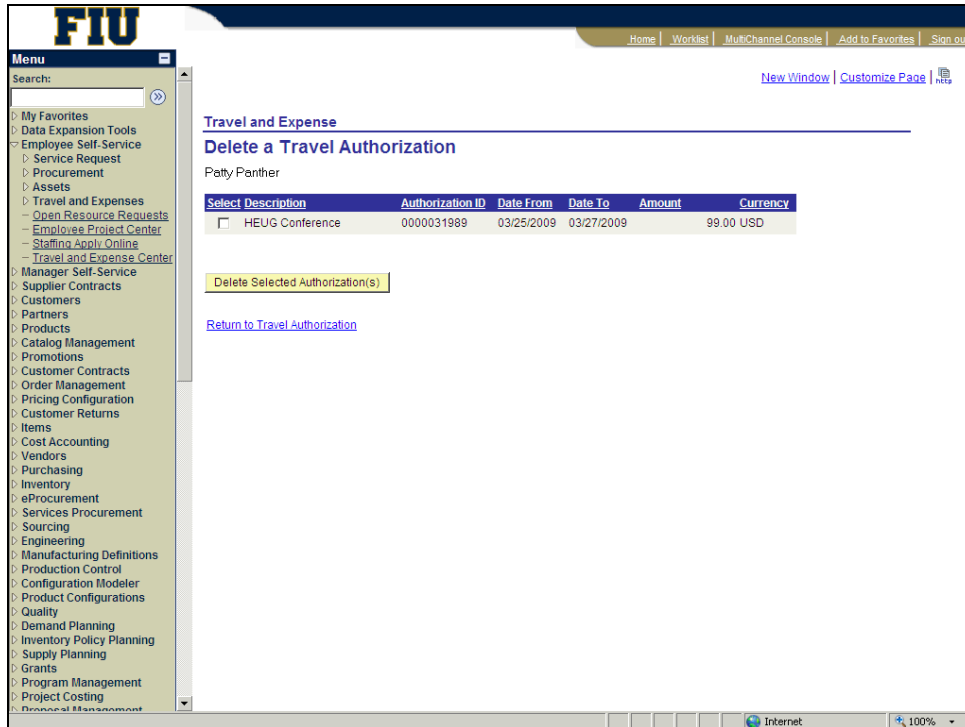 FIU
Home | Worklist | MultiChannel Console | Add to Favorites | Sign ou
Menu
Search:
New Window | Customize Page | http
My Favorites
Data Expansion Tools
Employee Self-Service
Service Request
Procurement
Assets
Travel and Expenses
– Open Resource Requests
– Employee Project Center
– Staffing Apply Online
– Travel and Expense Center
Manager Self-Service
Supplier Contracts
Customers
Partners
Products
Catalog Management
Promotions
Customer Contracts
Order Management
Pricing Configuration
Customer Returns
Items
Cost Accounting
Vendors
Purchasing
Inventory
eProcurement
Services Procurement
Sourcing
Engineering
Manufacturing Definitions
Production Control
Configuration Modeler
Product Configurations
Quality
Demand Planning
Inventory Policy Planning
Supply Planning
Grants
Program Management
Project Costing
Proposal Management
Travel and Expense
Delete a Travel Authorization
Patty Panther
Select Description Authorization ID Date From Date To Amount Currency
HEUG Conference 0000031989 03/25/2009 03/27/2009 99.00 USD
Delete Selected Authorization(s)
Return to Travel Authorization
Internet 100%